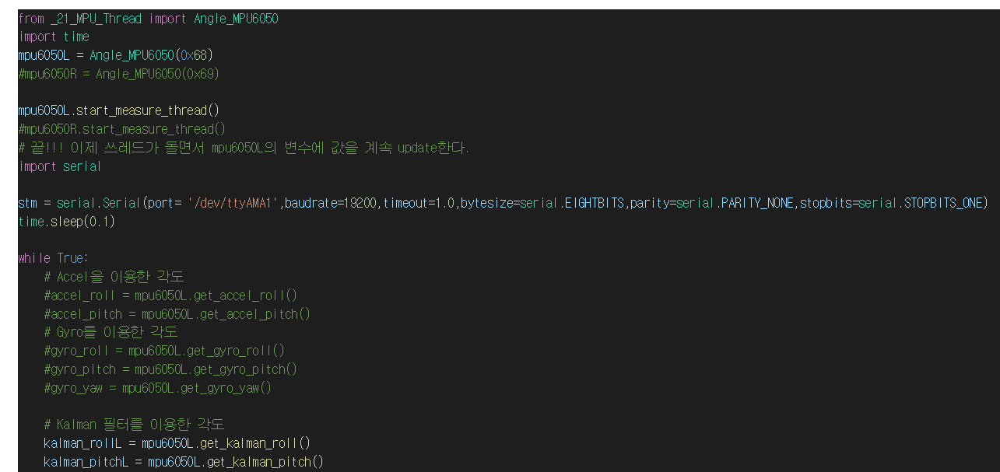 from _21_MPU_Thread import Angle_MPU6050
import time
mpu6050L = Angle_MPU6050(0x68)
#mpu6050R = Angle_MPU6050(0x69)
mpu6050L.start_measure_thread()
#mpu6050R.start_measure_thread()
# 끝!!! 이제 쓰레드가 돌면서 mpu6050L의 변수에 값을 계속 update한다.
import serial
stm = serial.Serial(port= '/dev/ttyAMA1',baudrate=19200,timeout=1.0,bytesize=serial.EIGHTBITS,parity=serial.PARITY_NONE,stopbits=serial.STOPBITS_ONE)
time.sleep(0.1)
while True:
    # Accel을 이용한 각도
    #accel_roll = mpu6050L.get_accel_roll()
    #accel_pitch = mpu6050L.get_accel_pitch()
    # Gyro를 이용한 각도
    #gyro_roll = mpu6050L.get_gyro_roll()
    #gyro_pitch = mpu6050L.get_gyro_pitch()
    #gyro_yaw = mpu6050L.get_gyro_yaw()
    # Kalman 필터를 이용한 각도
    kalman_rollL = mpu6050L.get_kalman_roll()
    kalman_pitchL = mpu6050L.get_kalman_pitch()